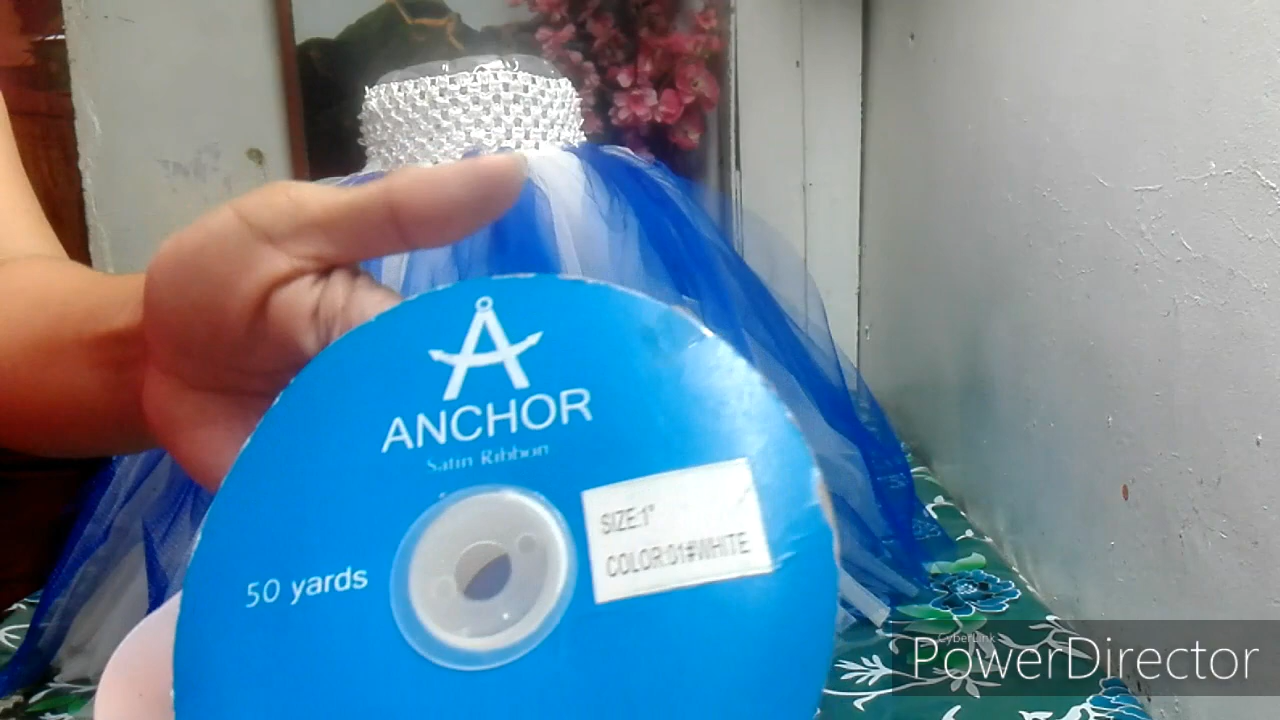 ANCHOR
Satin Ribbon
SIZE:1"
COLOR:01#WHITE
50 yards
CyberLink
PowerDirector